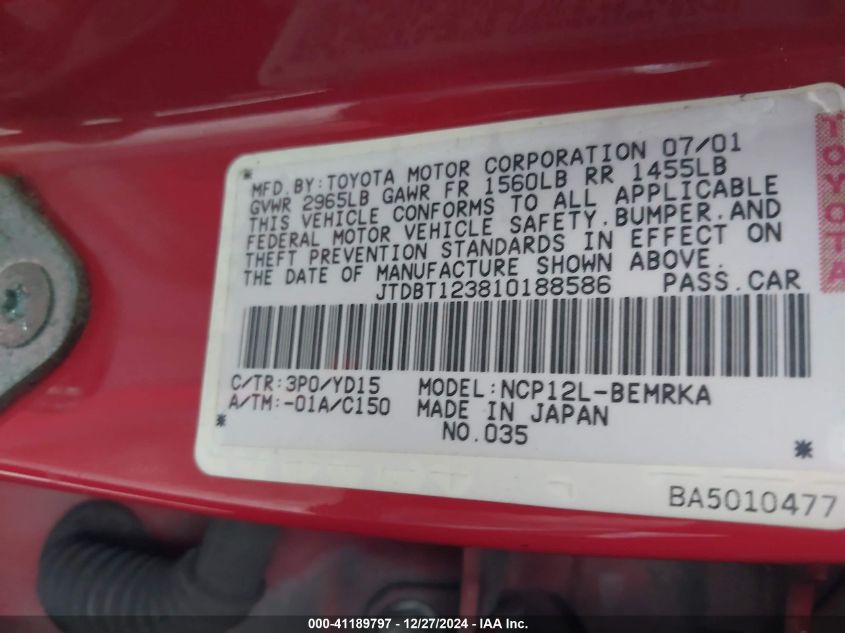 MFD.BY:TOYOTA MOTOR CORPORATION 07/01
GVWR 2965LB GAWR FR 1560LB RR 1455LB
THIS VEHICLE CONFORMS TO ALL APPLICABLE
FEDERAL MOTOR VEHICLE SAFETY,BUMPER,AND
THEFT PREVENTION STANDARDS IN EFFECT ON
THE DATE OF MANUFACTURE SHOWN ABOVE.
JTDBT123810188586 PASS.CAR
C/TR:3P0/YD15 MODEL:NCP12L-BEMRKA
A/TM:-01A/C150 MADE IN JAPAN
NO.035
BA5010477
TOYOTA
000-41189797 - 12/27/2024 - IAA Inc.